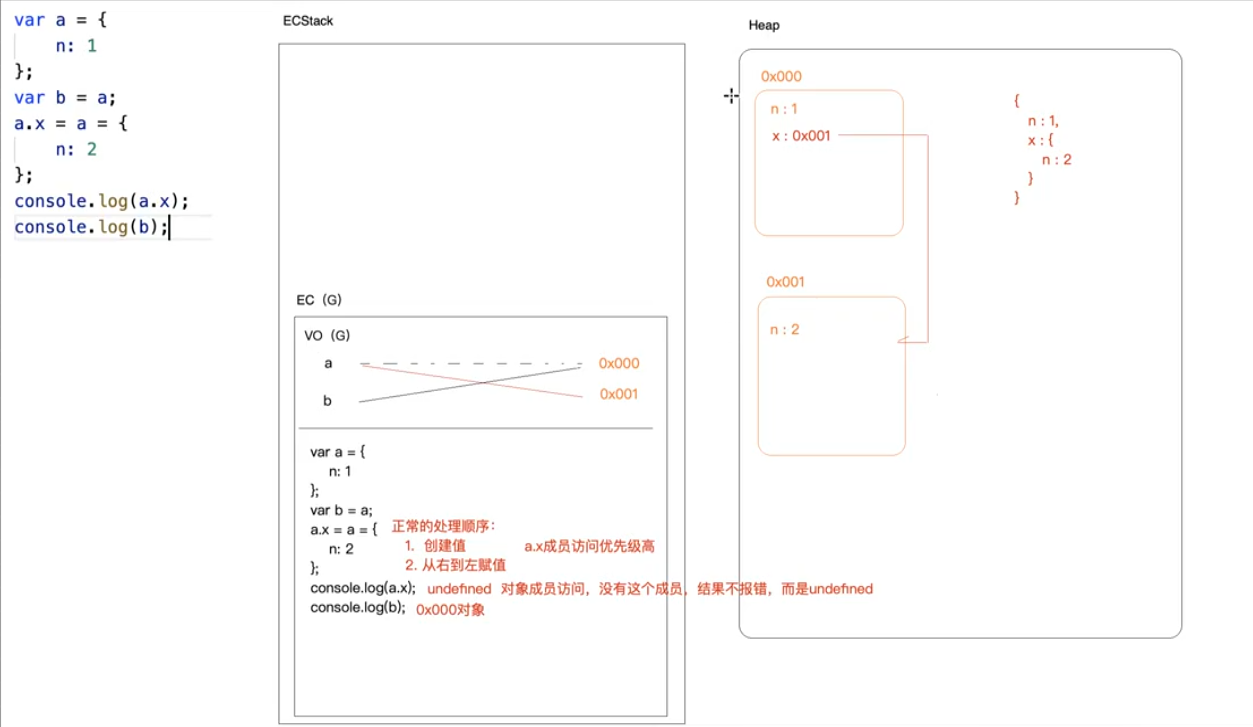 var a = {
    n: 1
};
var b = a;
a.x = a = {
    n: 2
};
console.log(a.x);
console.log(b);
ECStack
EC（G）
VO（G）
a
0x000
b
0x001
var a = {
n: 1
};
var b = a;
a.x = a = {
正常的处理顺序：
n: 2
1. 创建值
a.x成员访问优先级高
};
2. 从右到左赋值
console.log(a.x);
undefined 对象成员访问，没有这个成员，结果不报错，而是undefined
console.log(b);
0x000对象
Heap
0x000
n : 1
x : 0x001
0x001
n : 2
{
n : 1,
x : {
n : 2
}
}